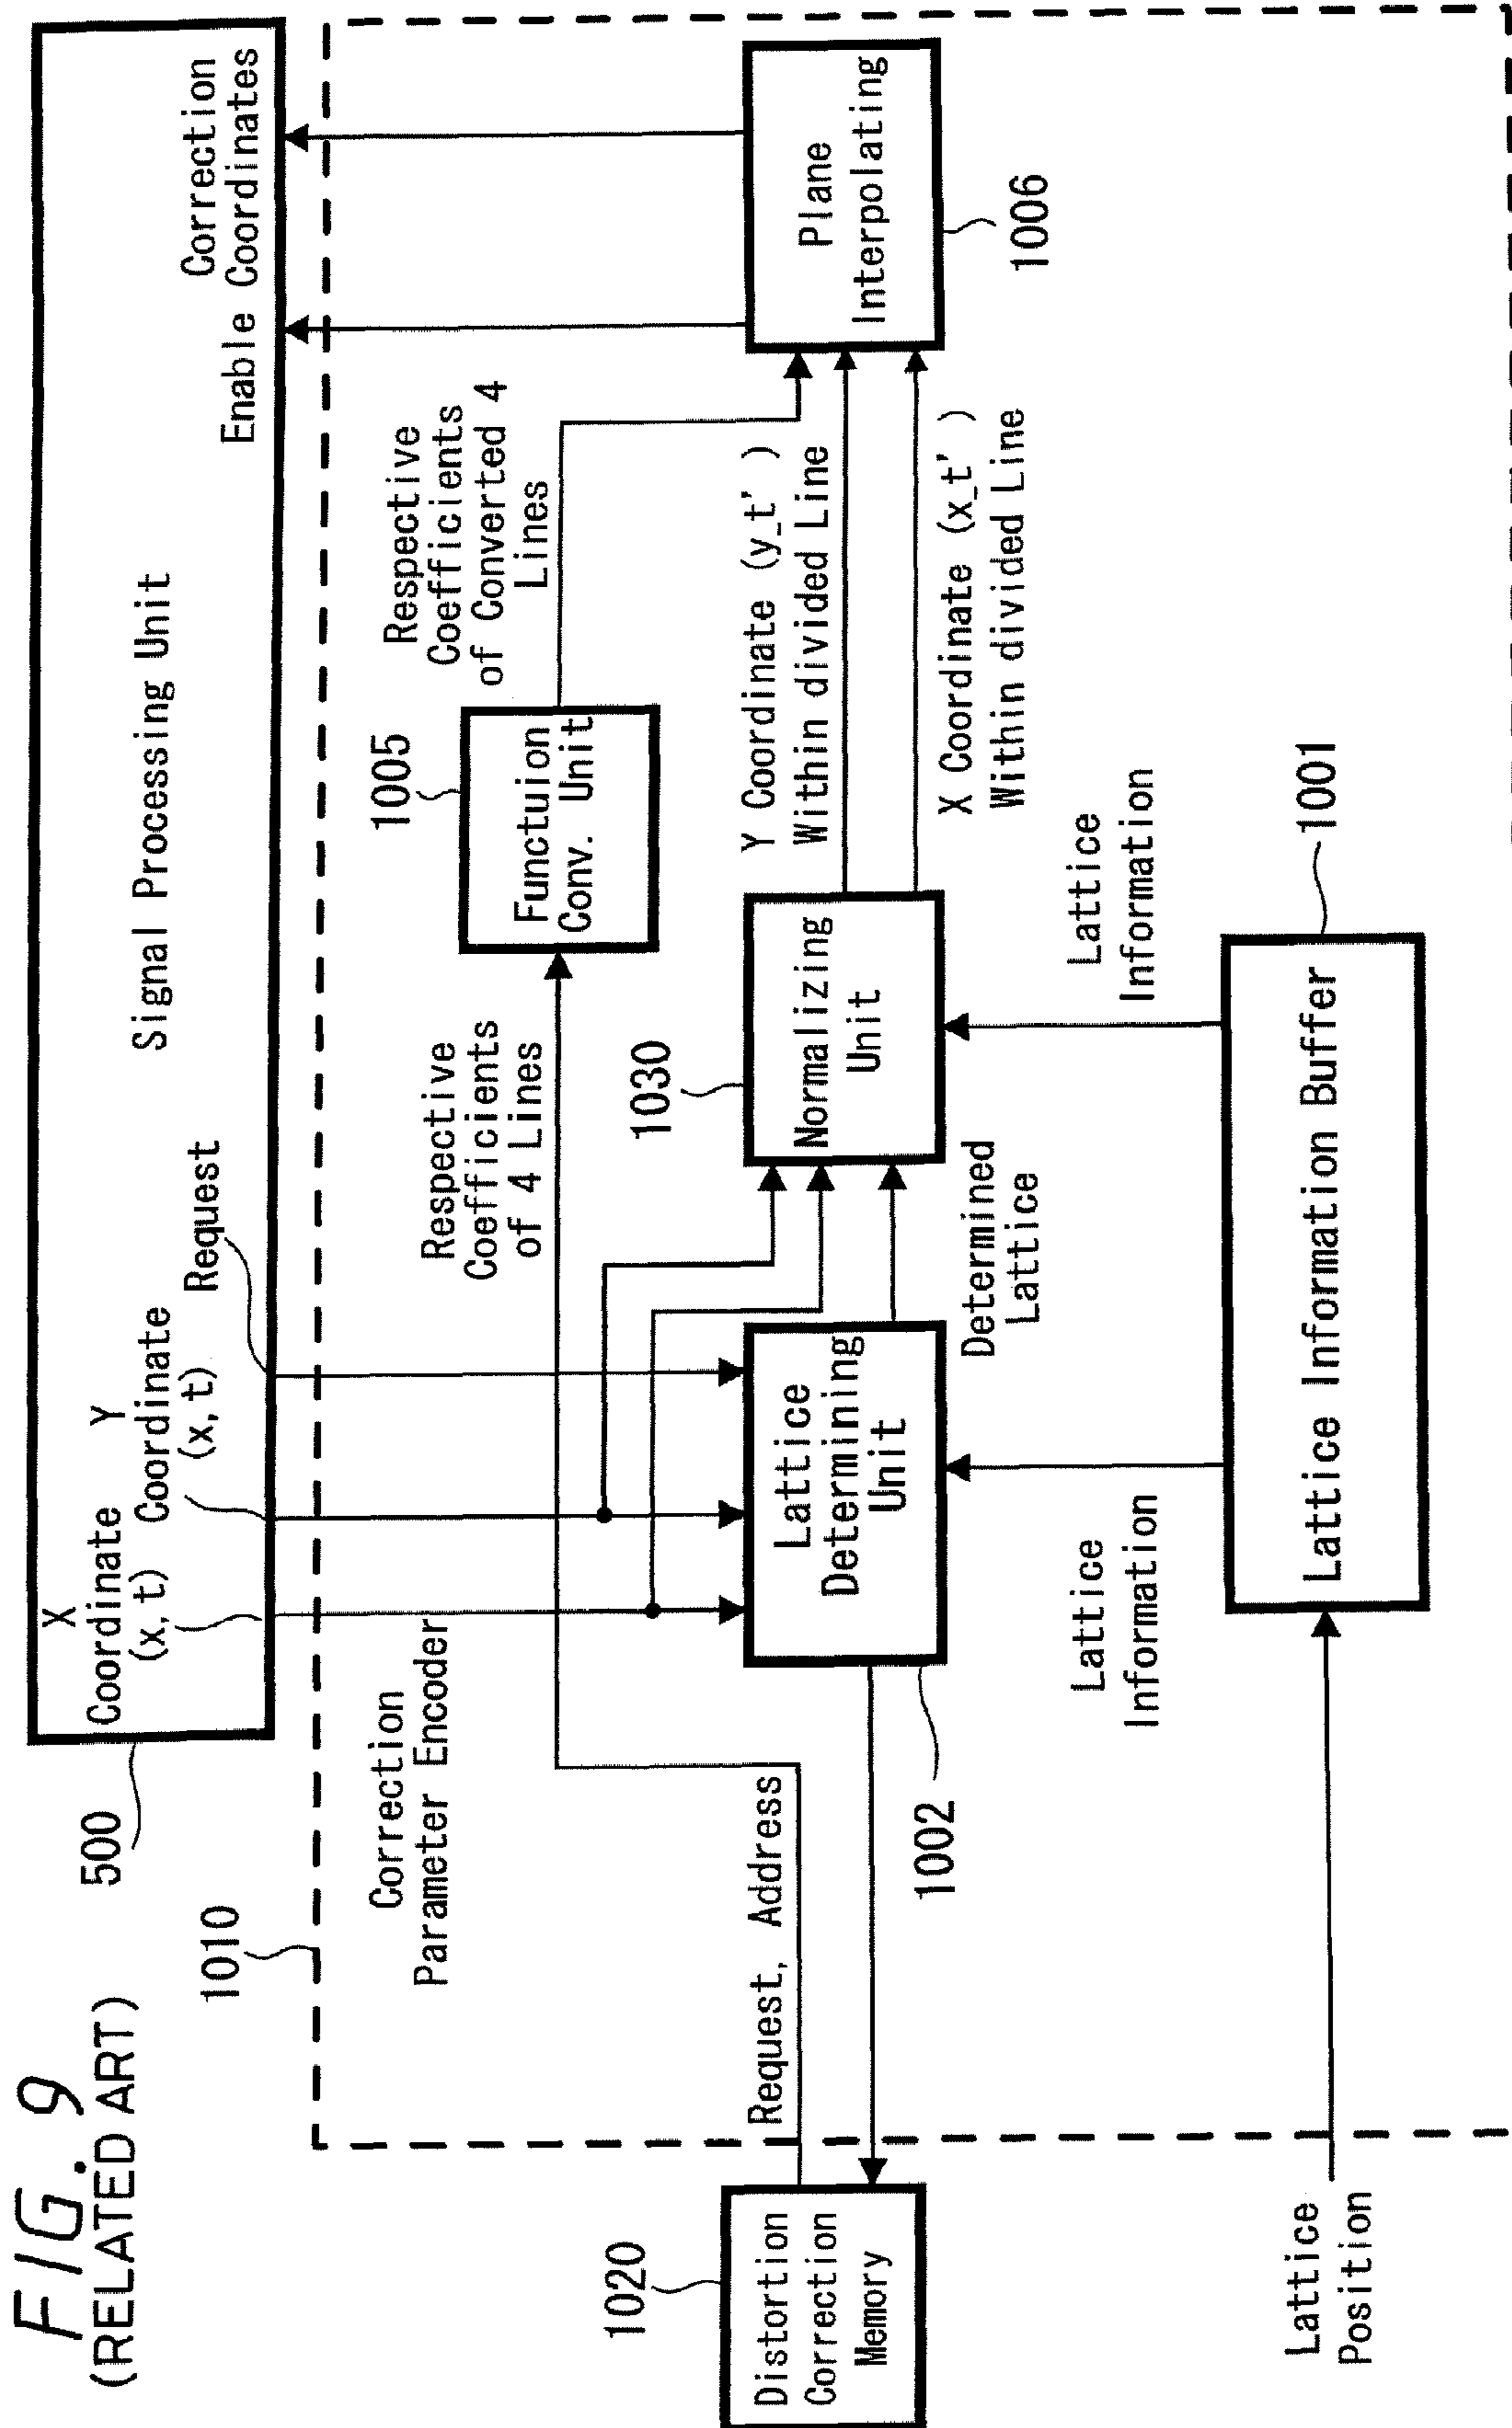 FIG. 9
(RELATED ART)
500
X
Coordinate
(x, t)
Y
Coordinate
(x, t)
Request
Signal Processing Unit
Enable
Correction
Coordinates
1010
Correction
Parameter Encoder
Respective
Coefficients
of 4 Lines
1005
Functuion
Conv. Unit
Respective
Coefficients
of Converted 4
Lines
1020
Distortion
Correction
Memory
Request, Address
Lattice
Determining
Unit
1002
Determined
Lattice
1030
Normalizing
Unit
Y Coordinate (y_t')
Within divided Line
X Coordinate (x_t')
Within divided Line
Plane
Interpolating
1006
Lattice
Information
Lattice
Information
Lattice
Position
Lattice Information Buffer
1001